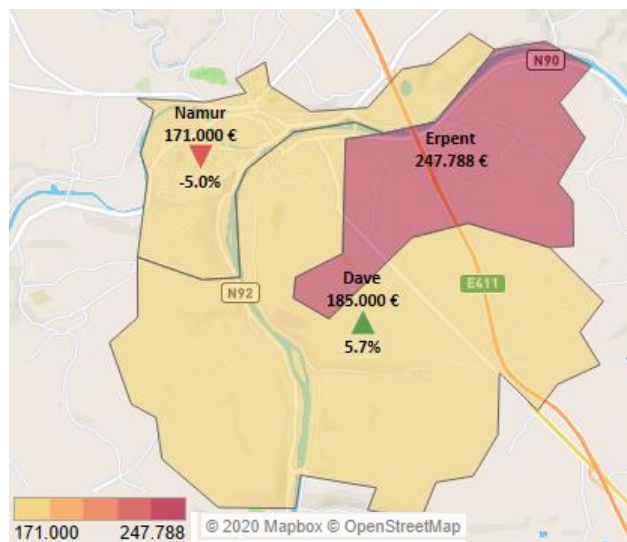 N90
Namur
171.000 €
-5.0%
Erpent
247.788 €
Dave
185.000 €
5.7%
N92
E411
171.000 247.788
© 2020 Mapbox © OpenStreetMap